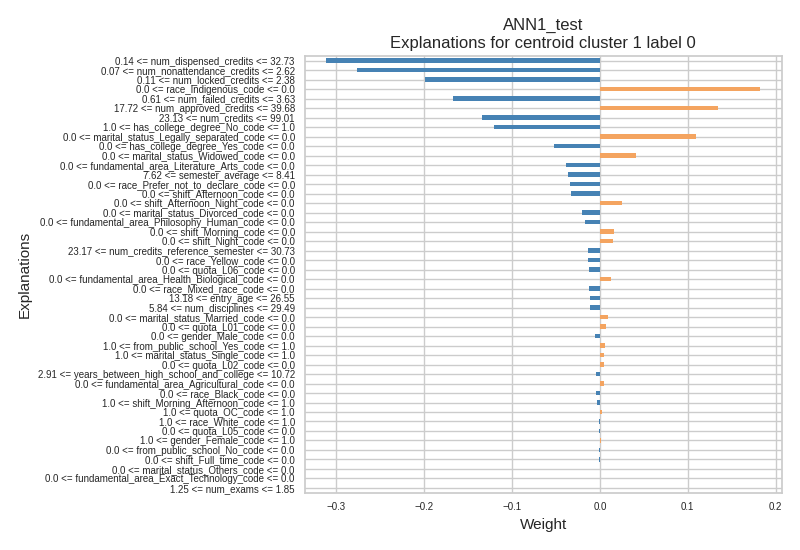 ANN1_test
Explanations for centroid cluster 1 label 0
0.14 <= num_dispensed_credits <= 32.73
0.07 <= num_nonattendance_credits <= 2.62
0.11 <= num_locked_credits <= 2.38
0.0 <= race_Indigenous_code <= 0.0
0.61 <= num_failed_credits <= 3.63
17.72 <= num_approved_credits <= 39.68
23.13 <= num_credits <= 99.01
1.0 <= has_college_degree_No_code <= 1.0
0.0 <= marital_status_Legally_separated_code <= 0.0
0.0 <= has_college_degree_Yes_code <= 0.0
0.0 <= marital_status_Widowed_code <= 0.0
0.0 <= fundamental_area_Literature_Arts_code <= 0.0
7.62 <= semester_average <= 8.41
0.0 <= race_Prefer_not_to_declare_code <= 0.0
0.0 <= shift_Afternoon_code <= 0.0
0.0 <= shift_Afternoon_Night_code <= 0.0
0.0 <= marital_status_Divorced_code <= 0.0
0.0 <= fundamental_area_Philosophy_Human_code <= 0.0
0.0 <= shift_Morning_code <= 0.0
0.0 <= shift_Night_code <= 0.0
23.17 <= num_credits_reference_semester <= 30.73
0.0 <= race_Yellow_code <= 0.0
0.0 <= quota_L06_code <= 0.0
0.0 <= fundamental_area_Health_Biological_code <= 0.0
0.0 <= race_Mixed_race_code <= 0.0
13.18 <= entry_age <= 26.55
5.84 <= num_disciplines <= 29.49
0.0 <= marital_status_Married_code <= 0.0
0.0 <= quota_L01_code <= 0.0
0.0 <= gender_Male_code <= 0.0
1.0 <= from_public_school_Yes_code <= 1.0
1.0 <= marital_status_Single_code <= 1.0
0.0 <= quota_L02_code <= 0.0
2.91 <= years_between_high_school_and_college <= 10.72
0.0 <= fundamental_area_Agricultural_code <= 0.0
0.0 <= race_Black_code <= 0.0
1.0 <= shift_Morning_Afternoon_code <= 1.0
1.0 <= quota_OC_code <= 1.0
1.0 <= race_White_code <= 1.0
0.0 <= quota_L05_code <= 0.0
1.0 <= gender_Female_code <= 1.0
0.0 <= from_public_school_No_code <= 0.0
0.0 <= shift_Full_time_code <= 0.0
0.0 <= marital_status_Others_code <= 0.0
0.0 <= fundamental_area_Exact_Technology_code <= 0.0
1.25 <= num_exams <= 1.85
Explanations
−0.3 −0.2 −0.1 0.0 0.1 0.2
Weight